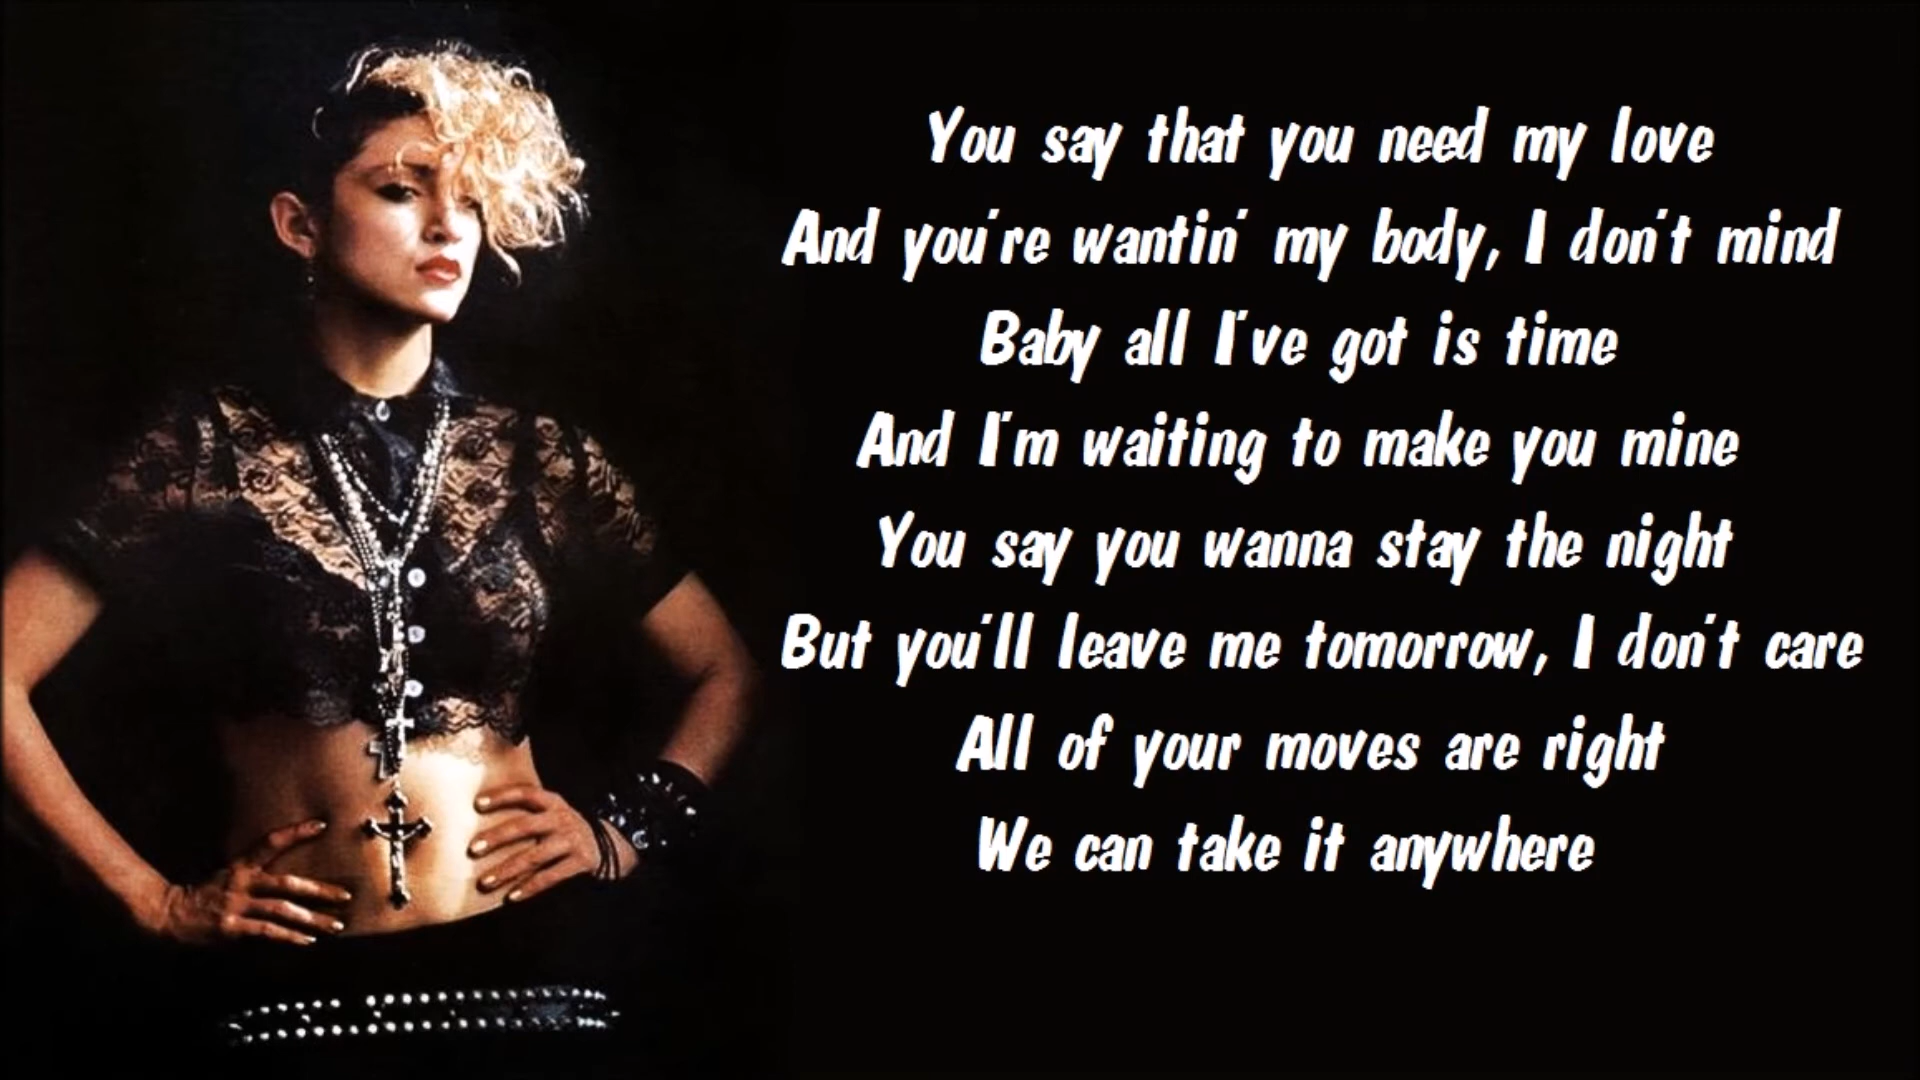 You say that you need my love
And you're wantin' my body, I don't mind
Baby all I've got is time
And I'm waiting to make you mine
You say you wanna stay the night
But you'll leave me tomorrow, I don't care
All of your moves are right
We can take it anywhere